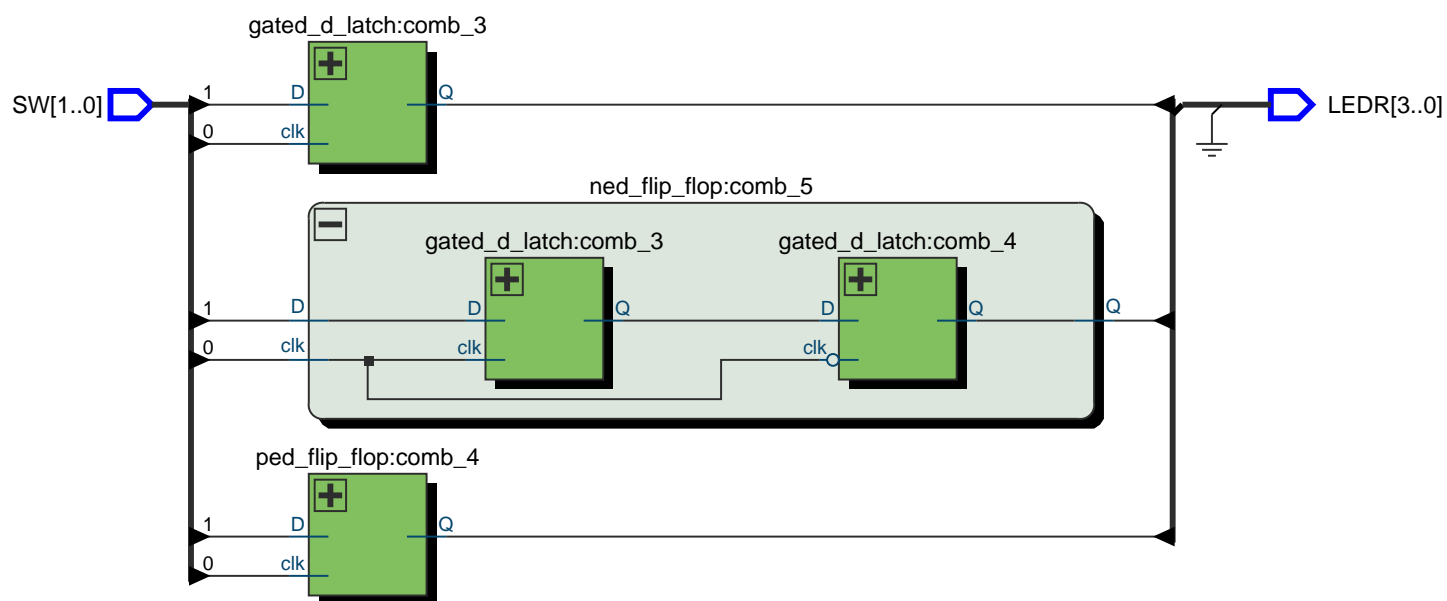 gated_d_latch:comb_3
SW[1..0]
1
D
Q
LEDR[3..0]
0
clk
ned_flip_flop:comb_5
gated_d_latch:comb_3
gated_d_latch:comb_4
1
D
D
Q
D
Q
Q
0
clk
clk
clk
ped_flip_flop:comb_4
1
D
Q
0
clk